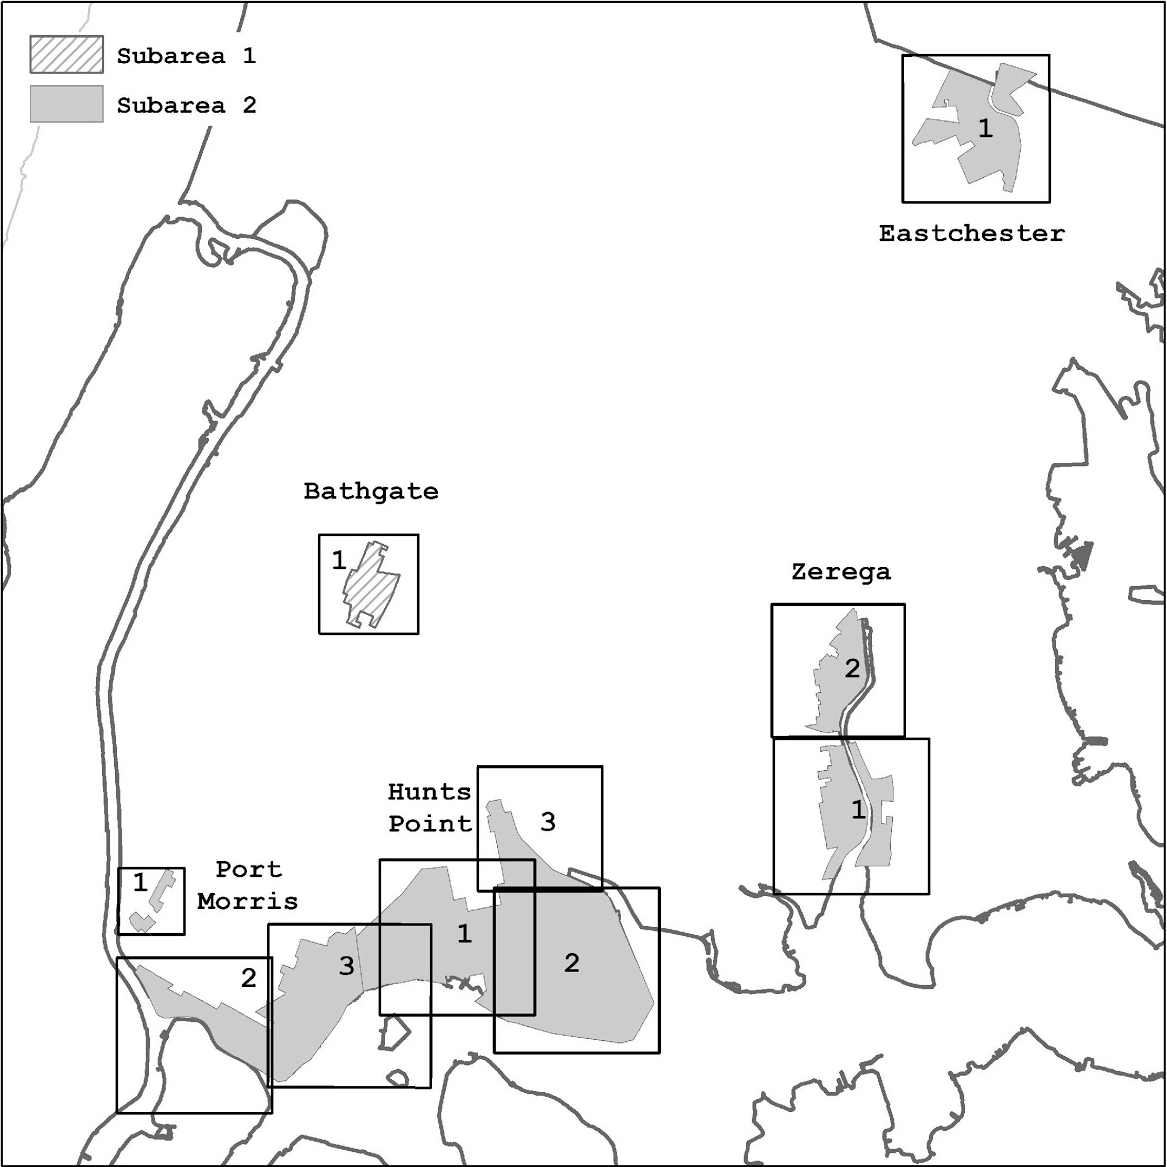 Subarea 1
Subarea 2
1
Eastchester
Bathgate
1
Zerega
2
1
Hunts
Point
3
1
2
Port
Morris
1
2
3